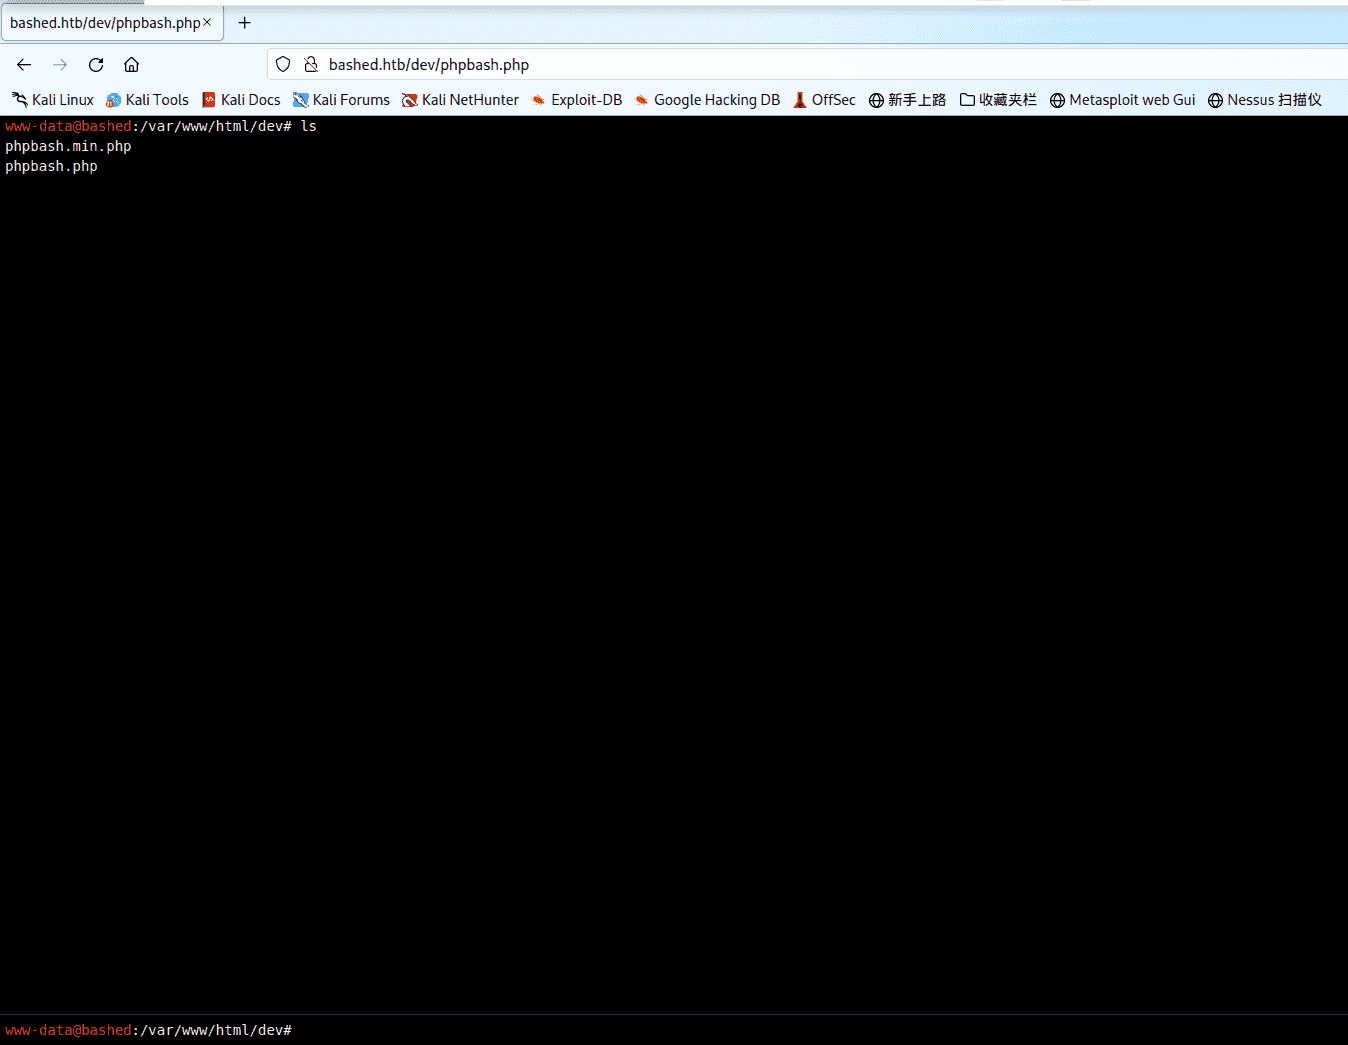 bashed.htb/dev/phpbash.php
bashed.htb/dev/phpbash.php
Kali Linux Kali Tools Kali Docs Kali Forums Kali NetHunter Exploit-DB Google Hacking DB OffSec 新手上路 收藏夹栏 Metasploit web Gui Nessus 扫描仪
www-data@bashed:/var/www/html/dev# ls
phpbash.min.php
phpbash.php
www-data@bashed:/var/www/html/dev#